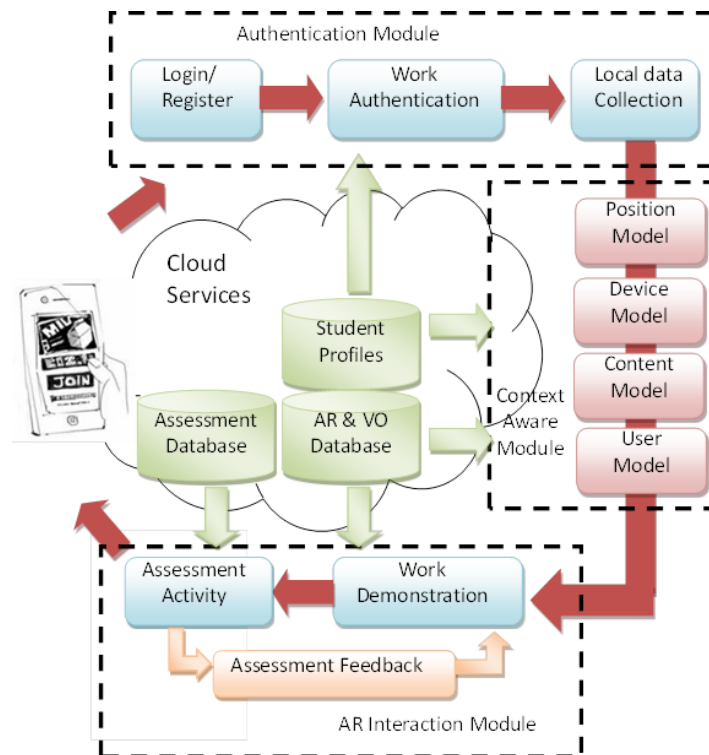 Authentication Module
Login/
Register
Work
Authentication
Local data
Collection
Cloud
Services
Position
Model
Device
Model
Content
Model
User
Model
Context
Aware
Module
Student
Profiles
Assessment
Database
AR & VO
Database
JOIN
Assessment
Activity
Work
Demonstration
Assessment Feedback
AR Interaction Module